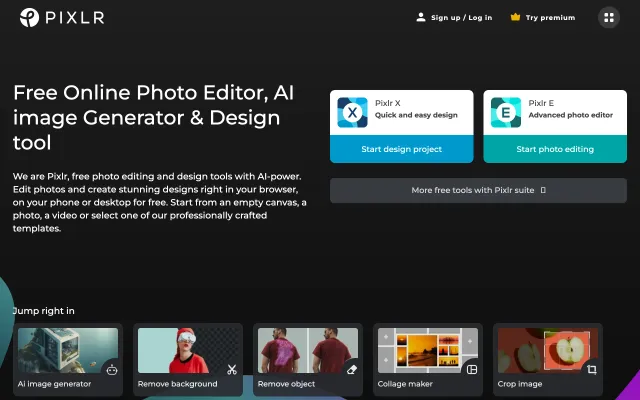 PIXLR
Sign up / Log in
Try premium
Free Online Photo Editor, AI
image Generator & Design
tool
We are Pixlr, free photo editing and design tools with AI-power.
Edit photos and create stunning designs right in your browser,
on your phone or desktop for free. Start from an empty canvas, a
photo, a video or select one of our professionally crafted
templates.
X
Pixlr X
Quick and easy design
Start design project
E
Pixlr E
Advanced photo editor
Start photo editing
More free tools with Pixlr suite
Jump right in
Ai image generator
Remove background
Remove object
Collage maker
Crop image